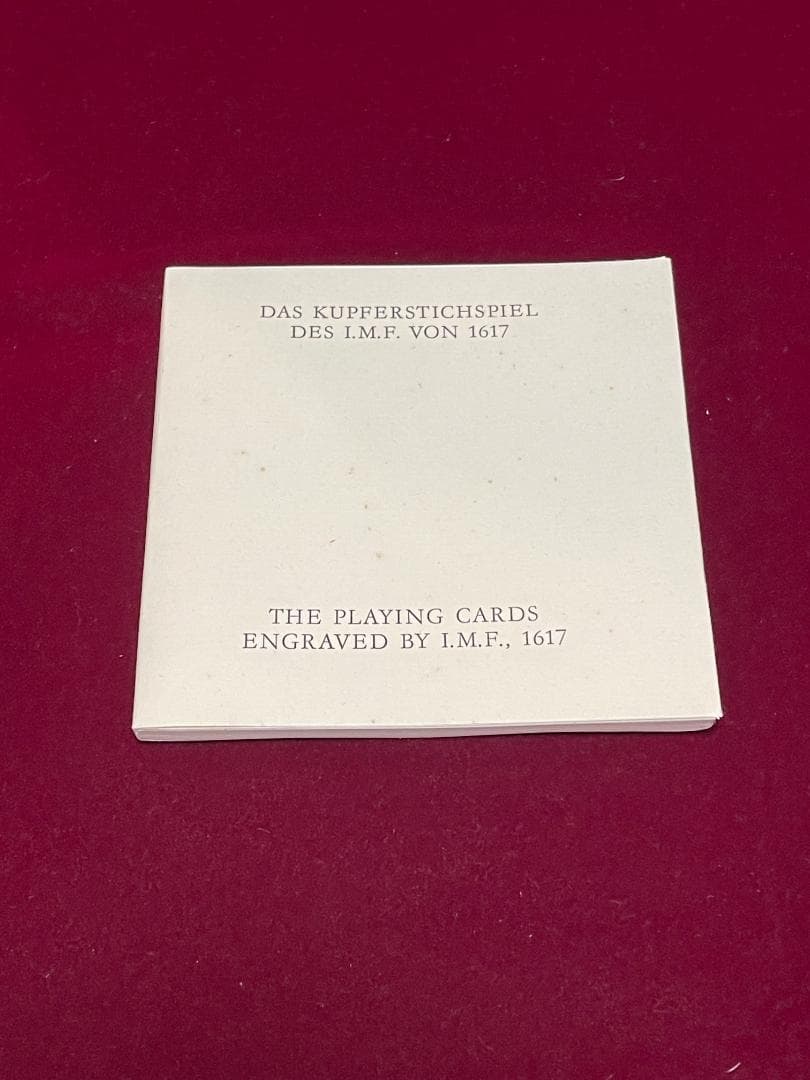 DAS KUPFERSTICHSPIEL
DES I.M.F. VON 1617
THE PLAYING CARDS
ENGRAVED BY I.M.F., 1617